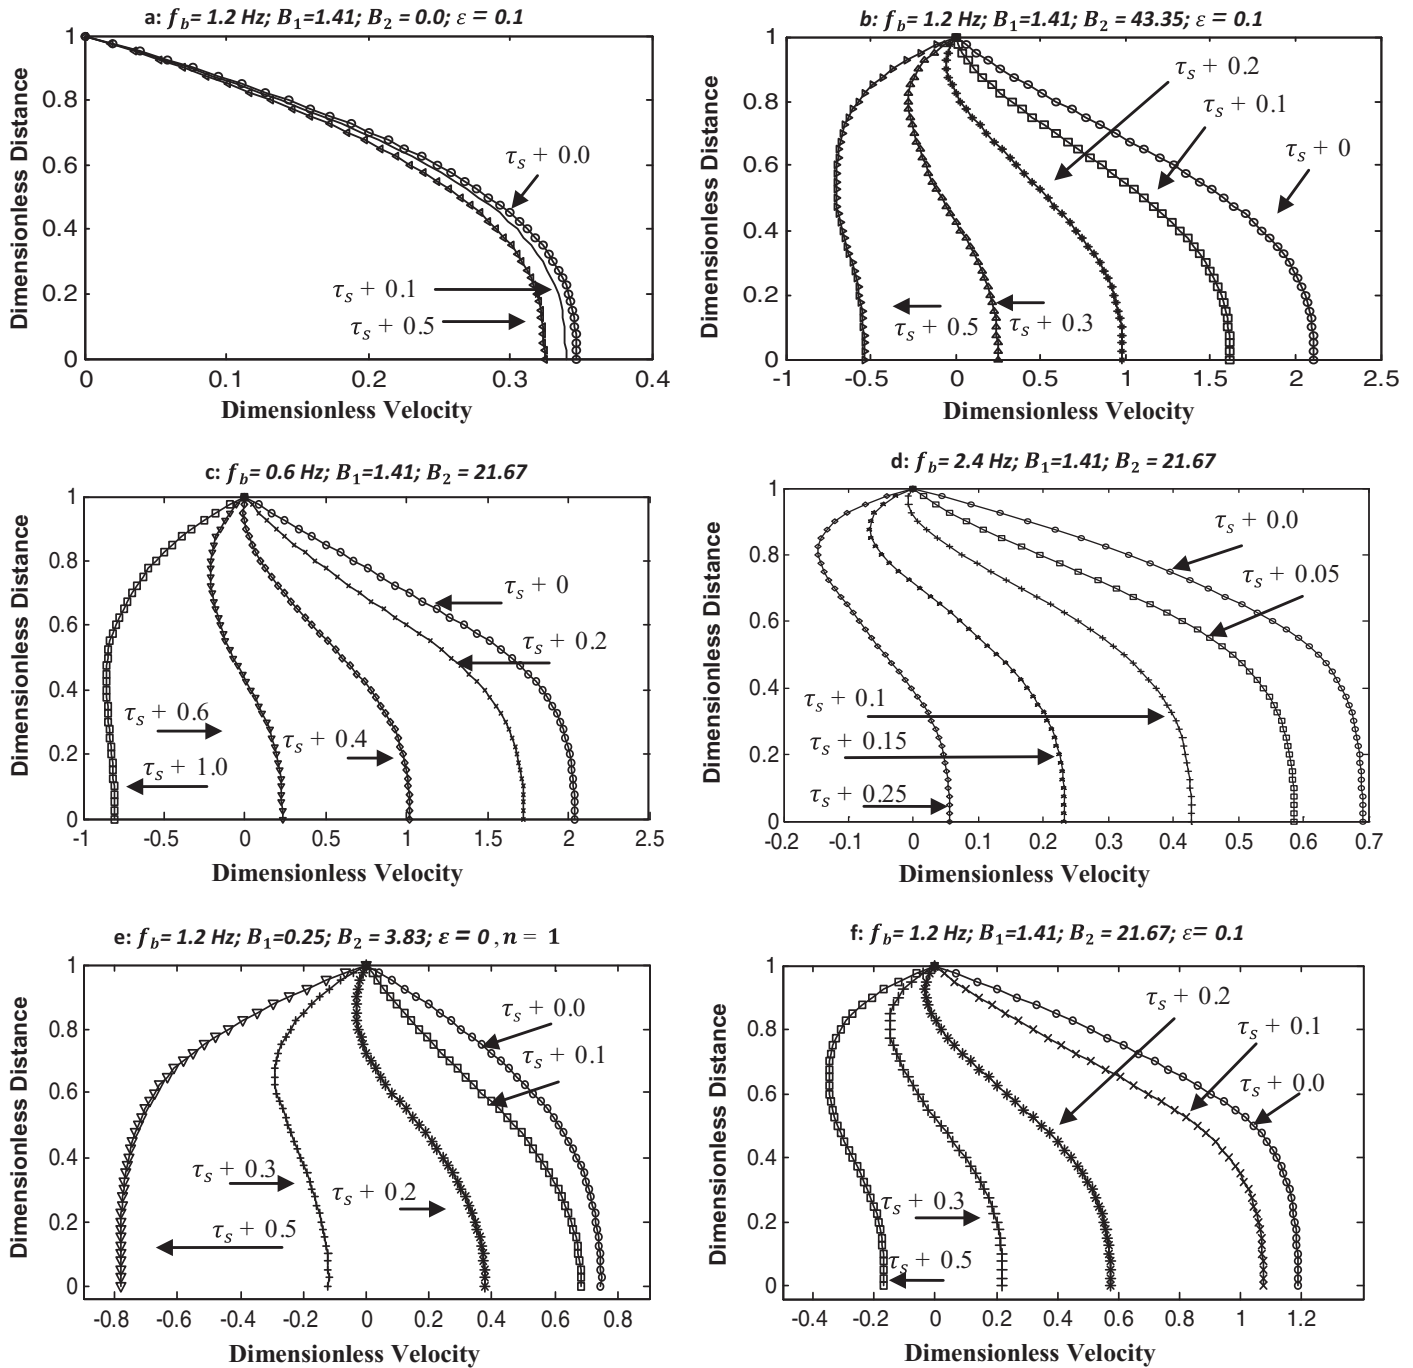 a: f_b= 1.2 Hz; B_1=1.41; B_2 = 0.0; ε = 0.1
Dimensionless Distance
1
0.8
0.6
0.4
0.2
0
τ_s + 0.0
τ_s + 0.1
τ_s + 0.5
0 0.1 0.2 0.3 0.4
Dimensionless Velocity
b: f_b= 1.2 Hz; B_1=1.41; B_2 = 43.35; ε = 0.1
Dimensionless Distance
1
0.8
0.6
0.4
0.2
0
τ_s + 0.2
τ_s + 0.1
τ_s + 0
τ_s + 0.5
τ_s + 0.3
-1 -0.5 0 0.5 1 1.5 2 2.5
Dimensionless Velocity
c: f_b= 0.6 Hz; B_1=1.41; B_2 = 21.67
Dimensionless Distance
1
0.8
0.6
0.4
0.2
0
τ_s + 0
τ_s + 0.2
τ_s + 0.6
τ_s + 0.4
τ_s + 1.0
-1 -0.5 0 0.5 1 1.5 2 2.5
Dimensionless Velocity
d: f_b= 2.4 Hz; B_1=1.41; B_2 = 21.67
Dimensionless Distance
1
0.8
0.6
0.4
0.2
0
τ_s + 0.0
τ_s + 0.05
τ_s + 0.1
τ_s + 0.15
τ_s + 0.25
-0.2 -0.1 0 0.1 0.2 0.3 0.4 0.5 0.6 0.7
Dimensionless Velocity
e: f_b= 1.2 Hz; B_1=0.25; B_2 = 3.83; ε = 0 , n = 1
Dimensionless Distance
1
0.8
0.6
0.4
0.2
0
τ_s + 0.0
τ_s + 0.1
τ_s + 0.3
τ_s + 0.2
τ_s + 0.5
-0.8 -0.6 -0.4 -0.2 0 0.2 0.4 0.6 0.8
Dimensionless Velocity
f: f_b= 1.2 Hz; B_1=1.41; B_2 = 21.67; ε= 0.1
Dimensionless Distance
1
0.8
0.6
0.4
0.2
0
τ_s + 0.2
τ_s + 0.1
τ_s + 0.0
τ_s + 0.3
τ_s + 0.5
-0.4 -0.2 0 0.2 0.4 0.6 0.8 1 1.2
Dimensionless Velocity